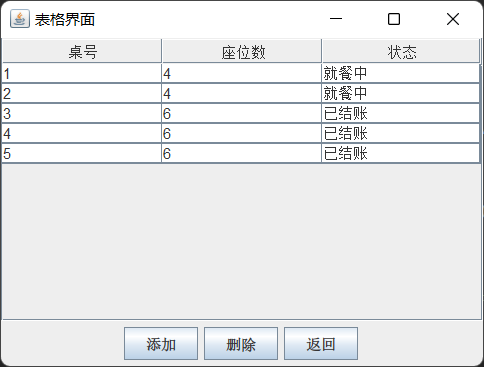 表格界面
桌号 座位数 状态
1 4 就餐中
2 4 就餐中
3 6 已结账
4 6 已结账
5 6 已结账
添加 删除 返回